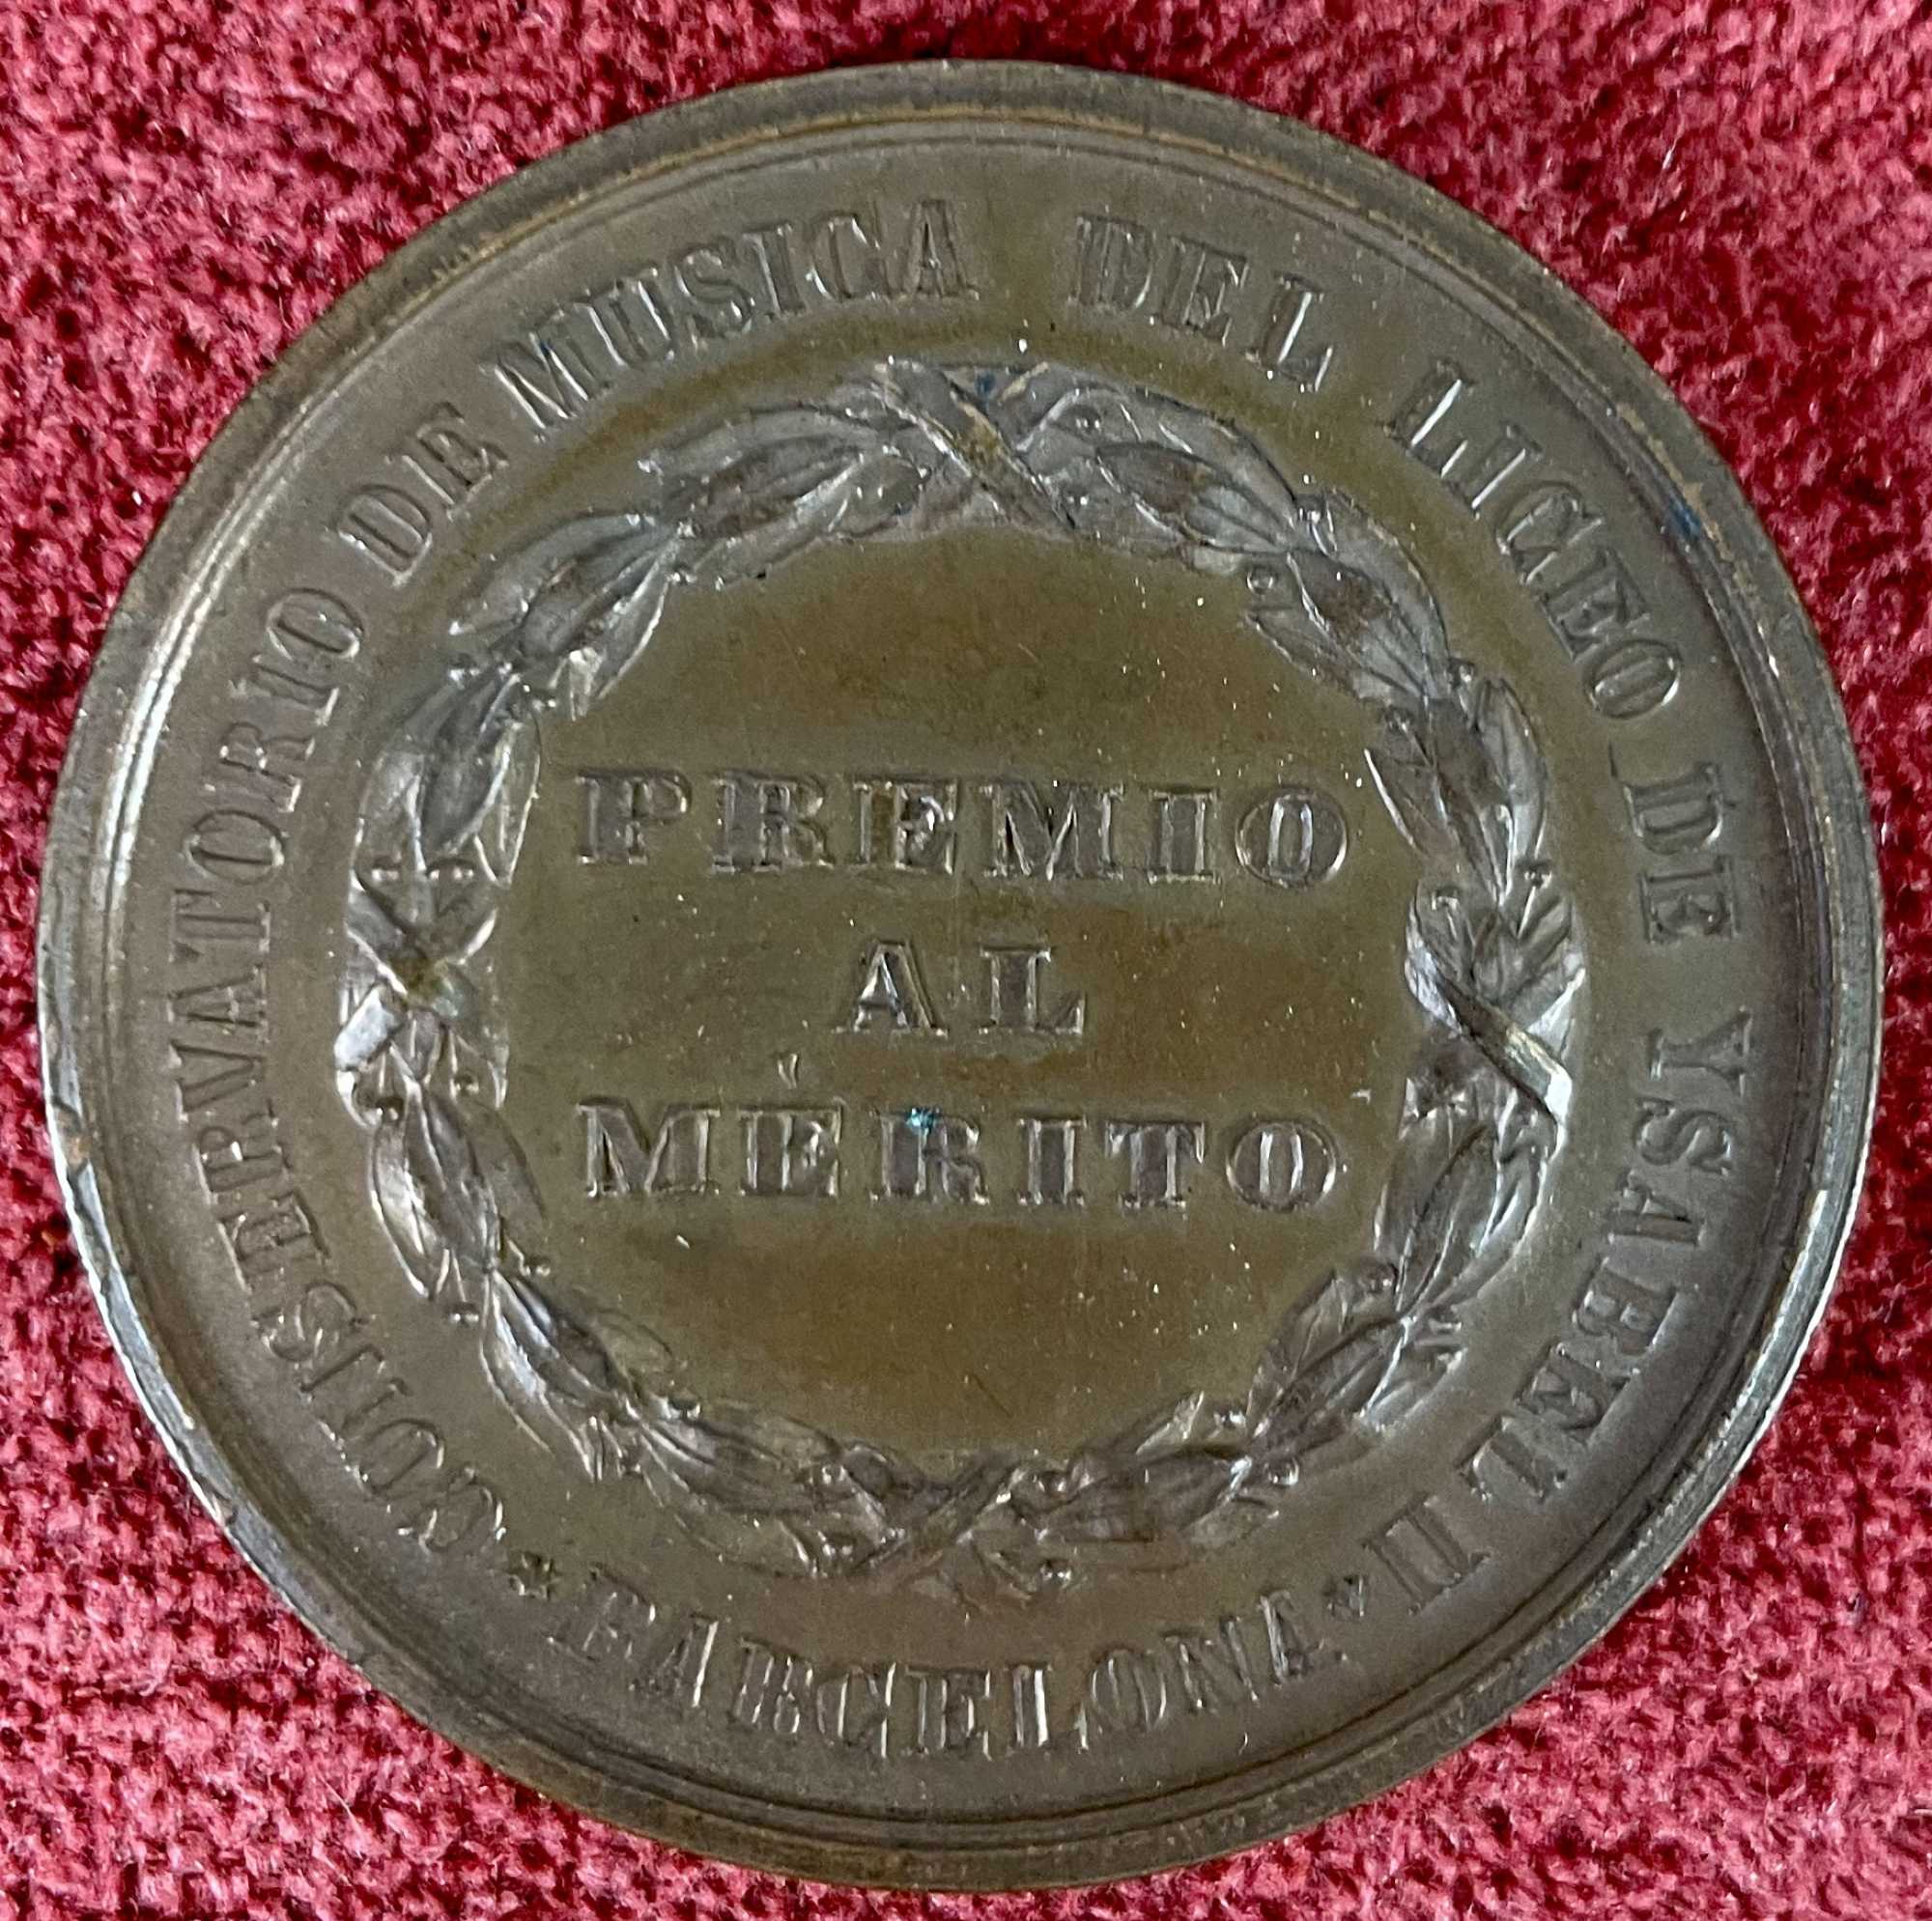 CONSERVATORIO DE MUSICA DEL LICEO DE YSABEL II
* BARCELONA *
PREMIO
AL
MÉRITO